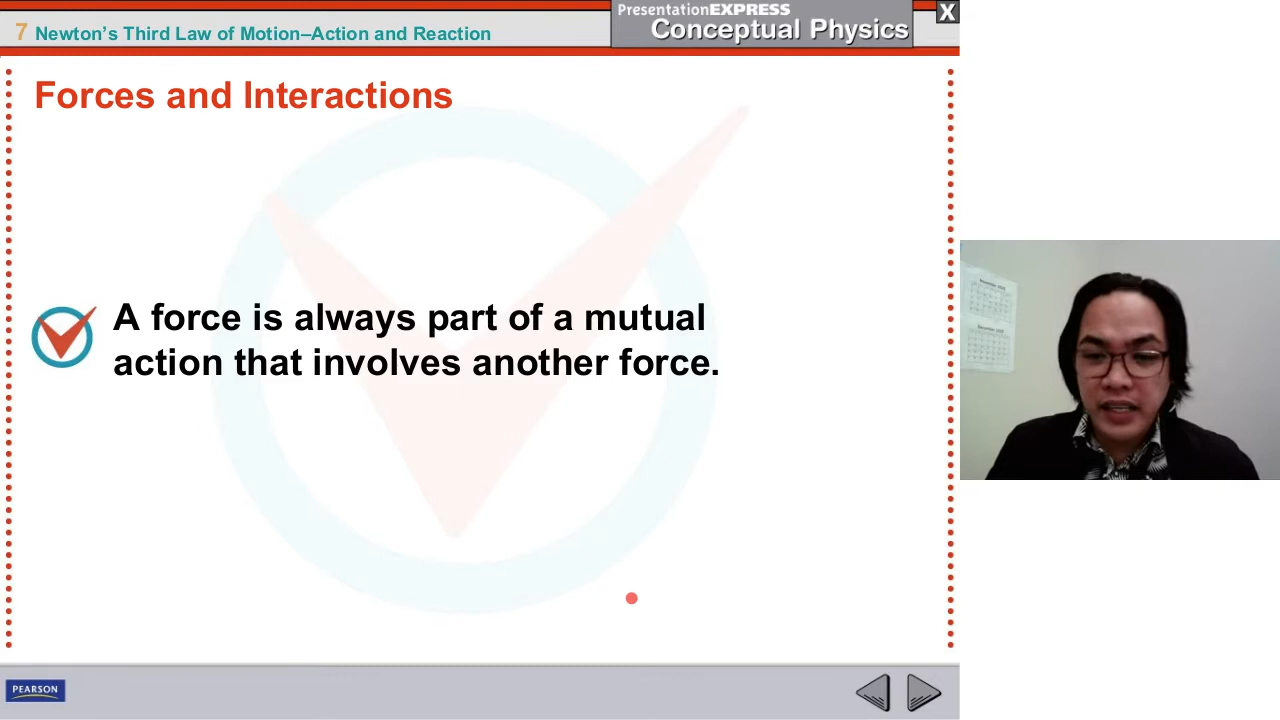 PresentationEXPRESS
Conceptual Physics
X
7 Newton's Third Law of Motion–Action and Reaction
Forces and Interactions
A force is always part of a mutual
action that involves another force.
PEARSON